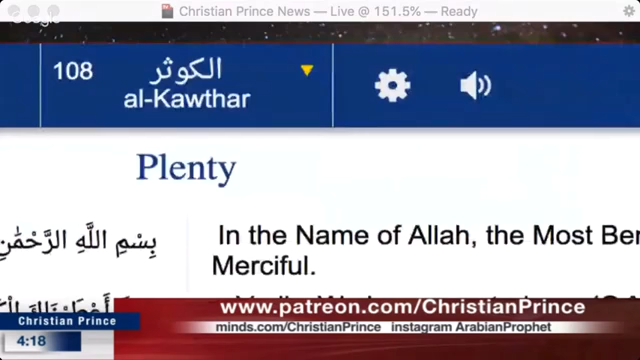 Christian Prince News — Live @ 151.5% — Ready
108
الكوثر
al-Kawthar
Plenty
بِسْمِ اللَّهِ الرَّحْمَٰنِ
In the Name of Allah, the Most Ben
Merciful.
www.patreon.com/ChristianPrince
minds.com/ChristianPrince instagram ArabianProphet
Christian Prince
4:18